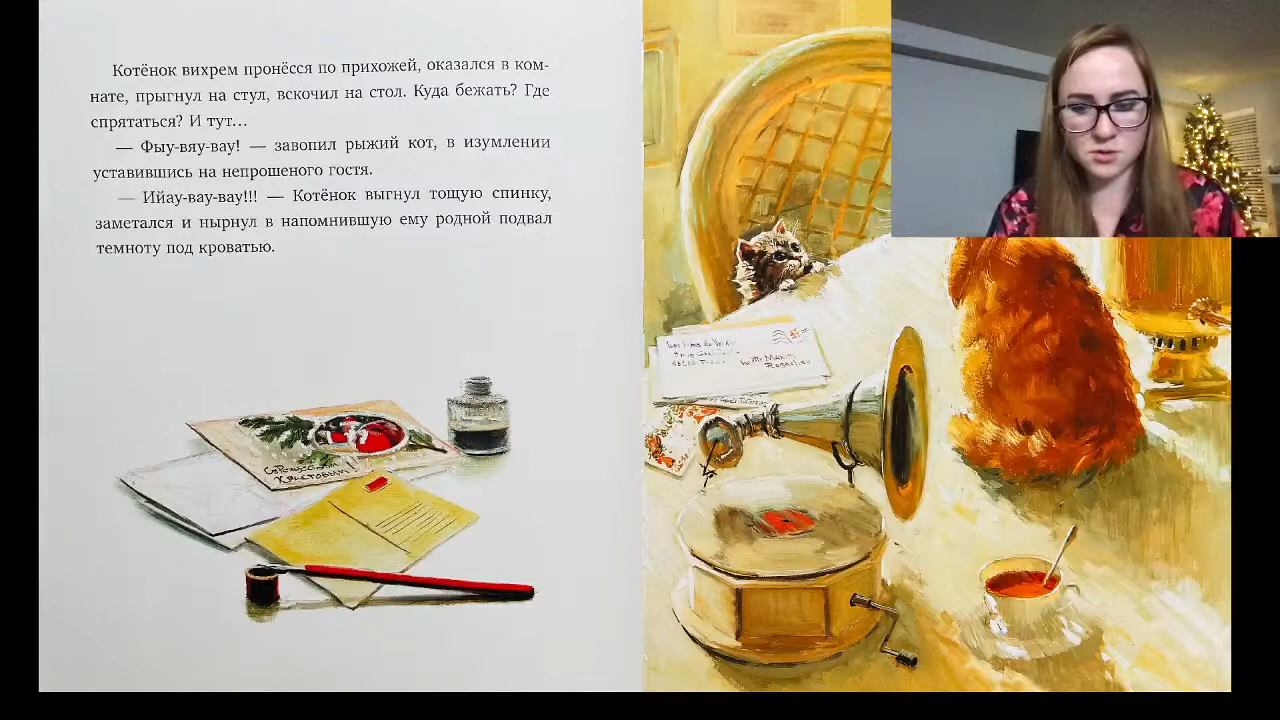 Котёнок вихрем пронёсся по прихожей, оказался в ком-
нате, прыгнул на стул, вскочил на стол. Куда бежать? Где
спрятаться? И тут...
— Фыу-вяу-вау! — завопил рыжий кот, в изумлении
уставившись на непрошеного гостя.
— Ийау-вау-вау!!! — Котёнок выгнул тощую спинку,
заметался и нырнул в напомнившую ему родной подвал
темноту под кроватью.